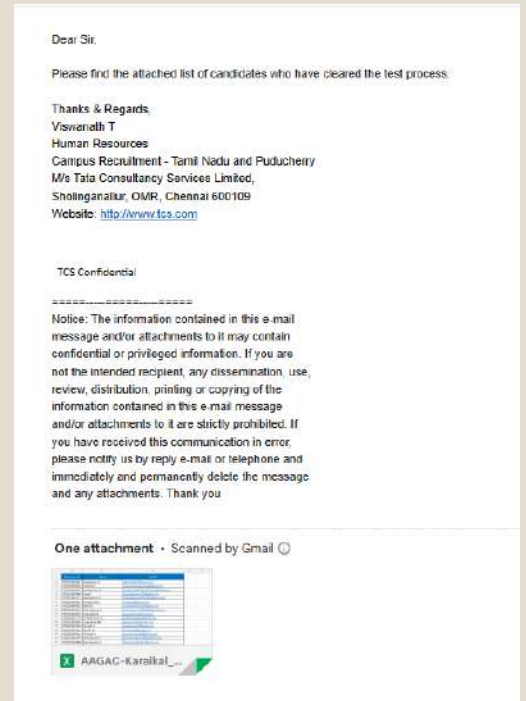 Dear Sir,
Please find the attached list of candidates who have cleared the test process.
Thanks & Regards,
Viswanath T
Human Resources
Campus Recruitment - Tamil Nadu and Puducherry
M/s Tata Consultancy Services Limited,
Sholinganallur, OMR, Chennai 600109
Website: http://www.tcs.com
TCS Confidential
=====-----=====-----=====
Notice: The information contained in this e-mail
message and/or attachments to it may contain
confidential or privileged information. If you are
not the intended recipient, any dissemination, use,
review, distribution, printing or copying of the
information contained in this e-mail message
and/or attachments to it are strictly prohibited. If
you have received this communication in error,
please notify us by reply e-mail or telephone and
immediately and permanently delete the message
and any attachments. Thank you
One attachment • Scanned by Gmail
AAGAC-Karaikal_...